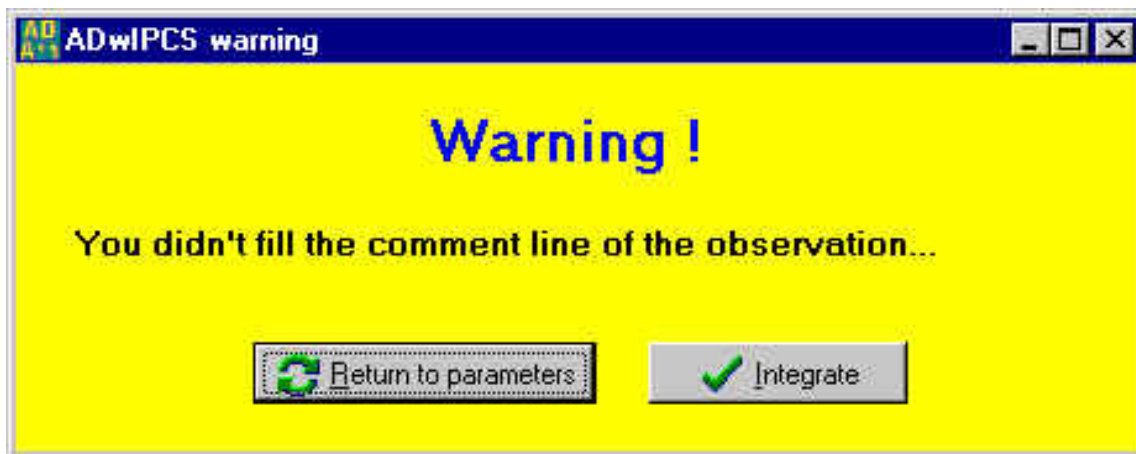 ADwIPCS warning
Warning !
You didn't fill the comment line of the observation...
Return to parameters Integrate